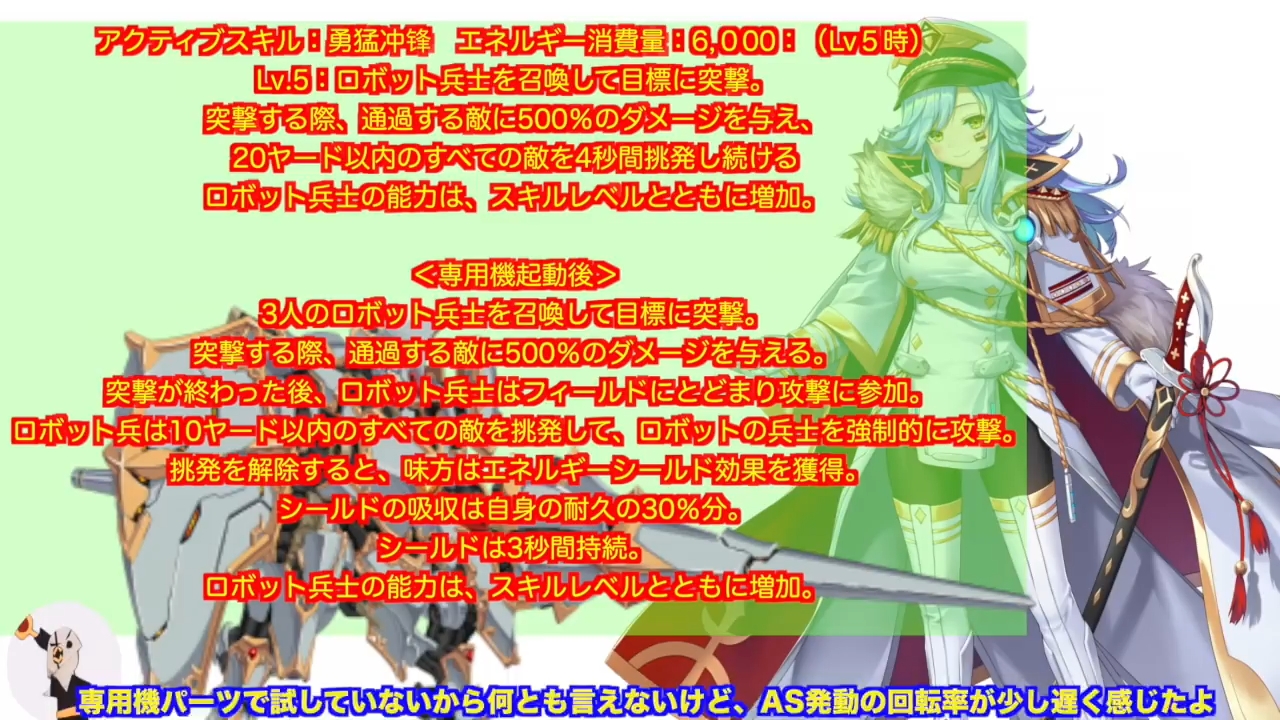 アクティブスキル：勇猛冲锋　エネルギー消費量：6,000：（Lv５時）
Lv.5：ロボット兵士を召喚して目標に突撃。
突撃する際、通過する敵に500％のダメージを与え、
20ヤード以内のすべての敵を4秒間挑発し続ける
ロボット兵士の能力は、スキルレベルとともに増加。
＜専用機起動後＞
3人のロボット兵士を召喚して目標に突撃。
突撃する際、通過する敵に500％のダメージを与える。
突撃が終わった後、ロボット兵士はフィールドにとどまり攻撃に参加。
ロボット兵は10ヤード以内のすべての敵を挑発して、ロボットの兵士を強制的に攻撃。
挑発を解除すると、味方はエネルギーシールド効果を獲得。
シールドの吸収は自身の耐久の30％分。
シールドは3秒間持続。
ロボット兵士の能力は、スキルレベルとともに増加。
専用機パーツで試していないから何とも言えないけど、AS発動の回転率が少し遅く感じたよ